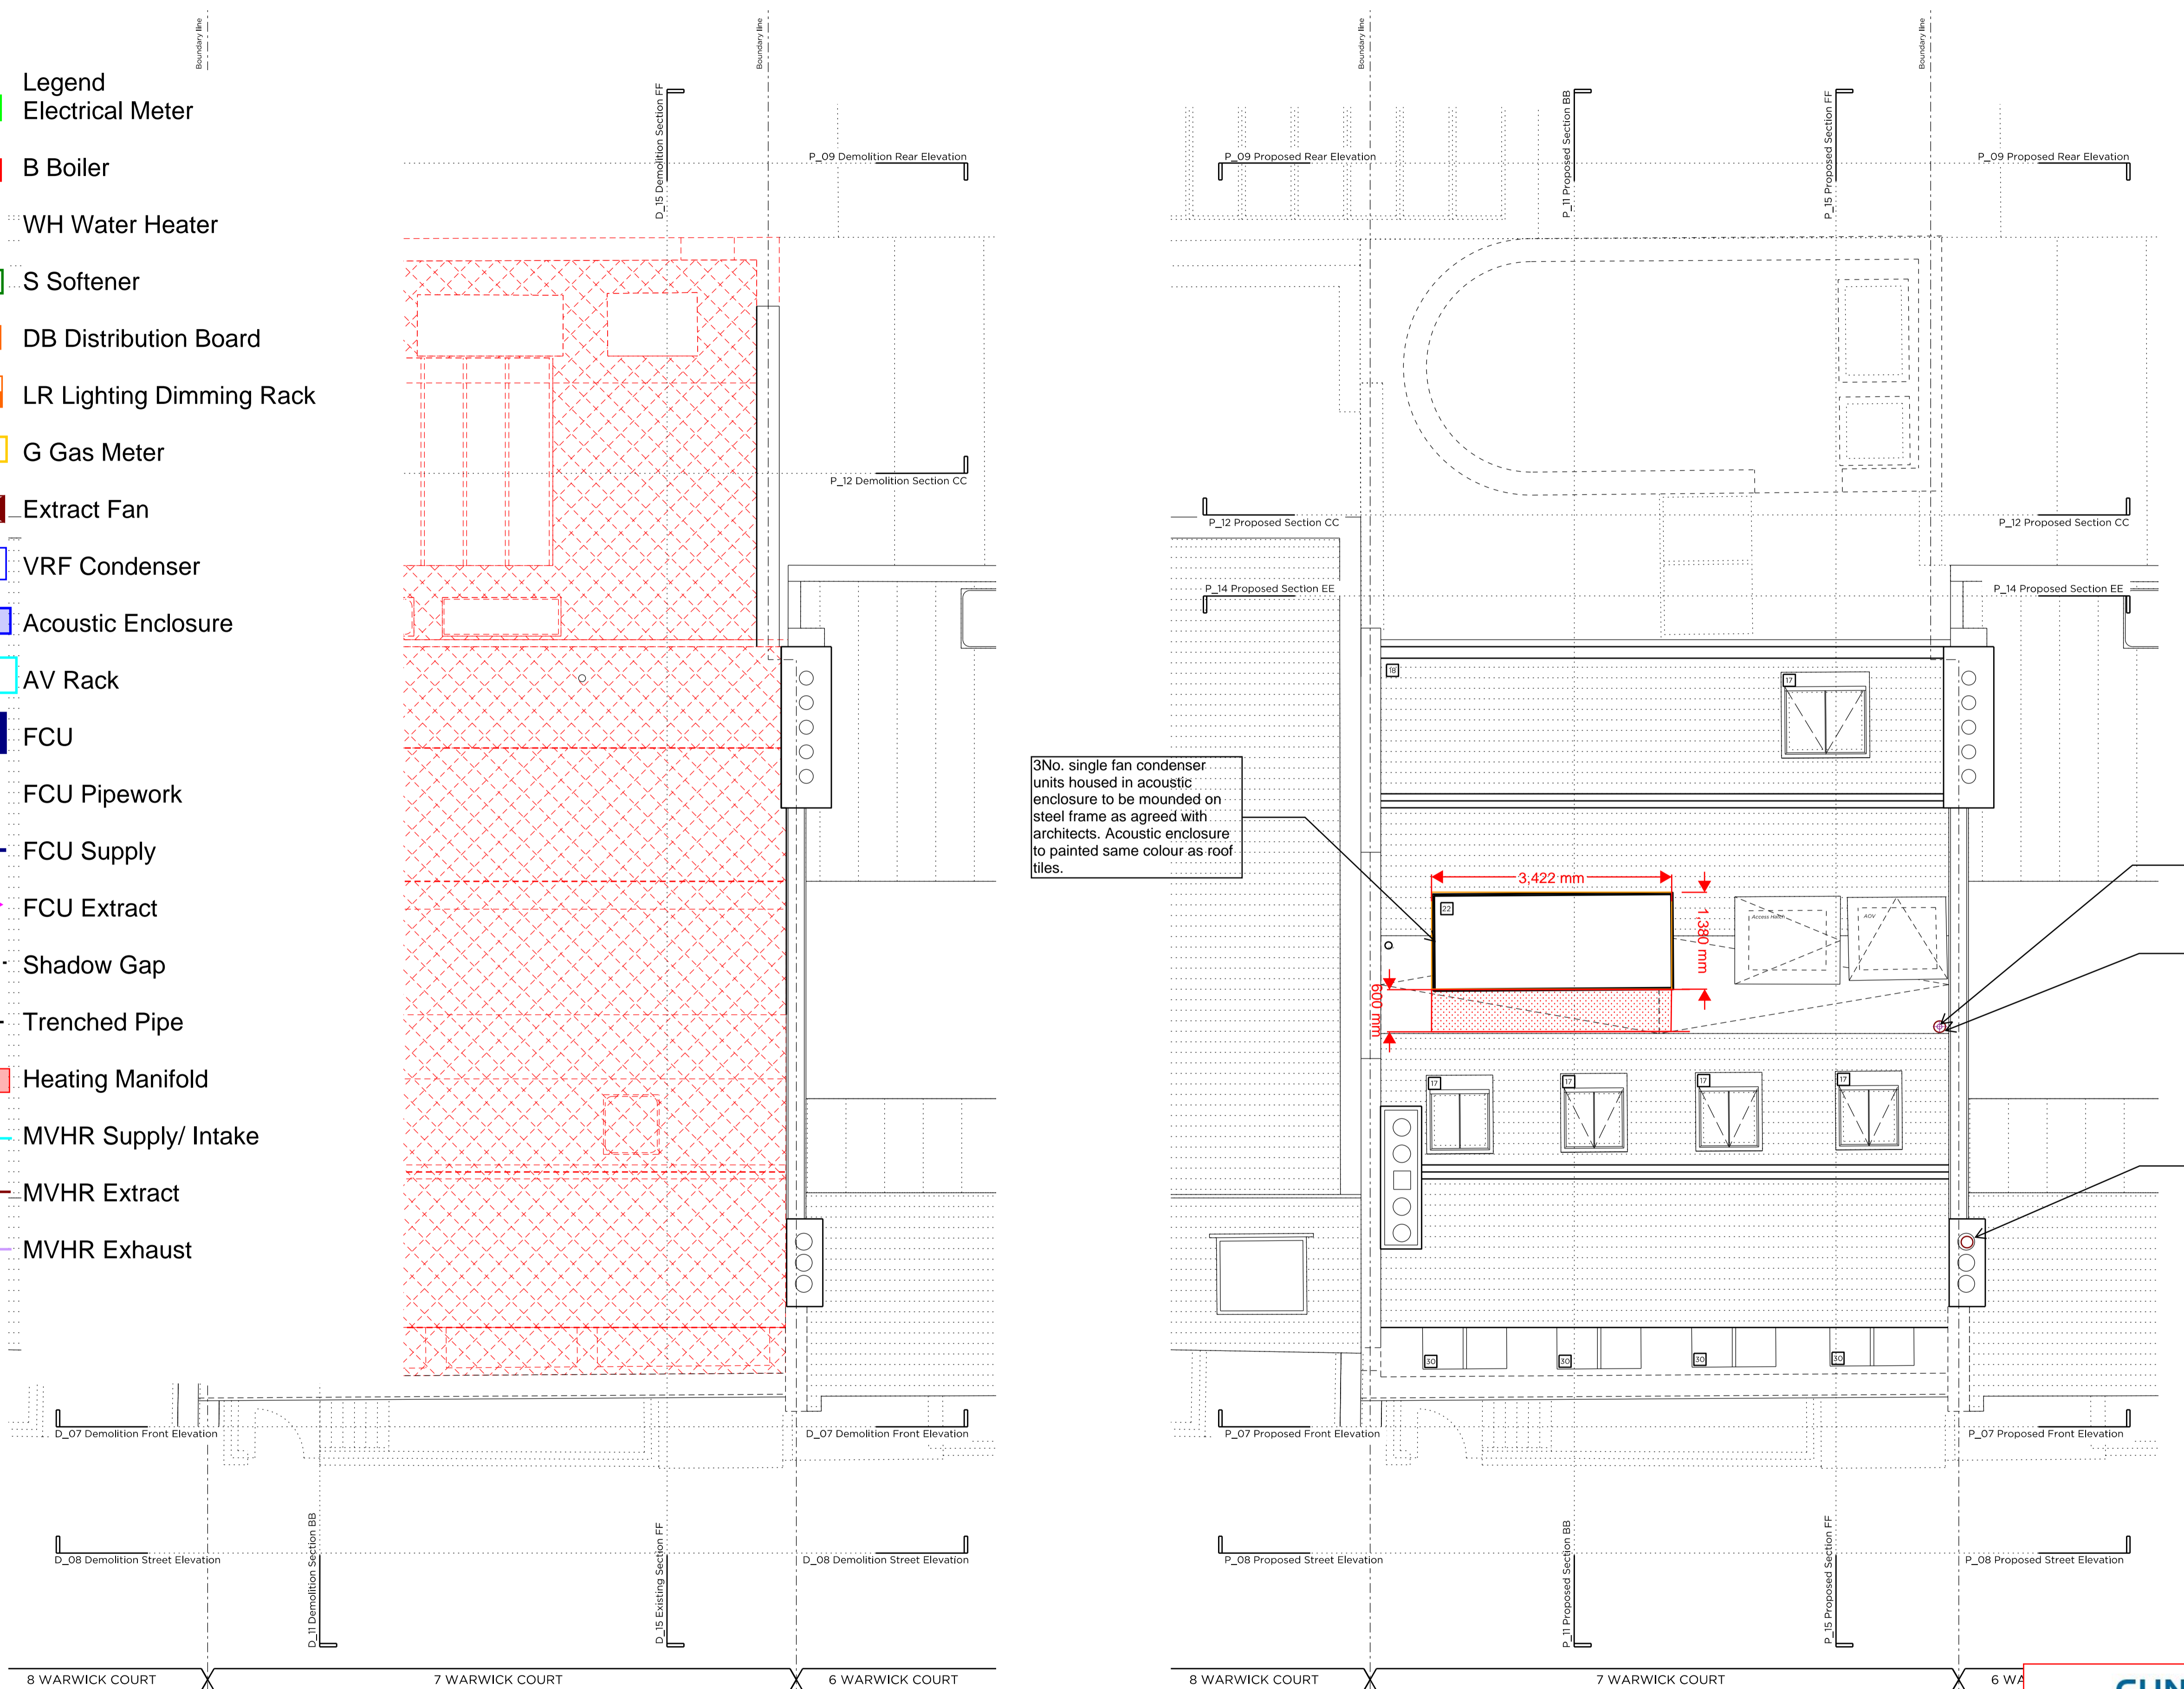 Legend
Electrical Meter
B Boiler
WH Water Heater
S Softener
DB Distribution Board
LR Lighting Dimming Rack
G Gas Meter
Extract Fan
VRF Condenser
Acoustic Enclosure
AV Rack
FCU
FCU Pipework
FCU Supply
FCU Extract
Shadow Gap
Trenched Pipe
Heating Manifold
MVHR Supply/ Intake
MVHR Extract
MVHR Exhaust
Boundary line
Boundary line
D_15 Demolition Section FF
P_09 Demolition Rear Elevation
P_12 Demolition Section CC
D_07 Demolition Front Elevation
D_07 Demolition Front Elevation
D_08 Demolition Street Elevation
D_08 Demolition Street Elevation
D_11 Demolition Section BB
D_15 Existing Section FF
8 WARWICK COURT
7 WARWICK COURT
6 WARWICK COURT
Boundary line
Boundary line
P_11 Proposed Section BB
P_15 Proposed Section FF
P_09 Proposed Rear Elevation
P_09 Proposed Rear Elevation
P_12 Proposed Section CC
P_12 Proposed Section CC
P_14 Proposed Section EE
P_14 Proposed Section EE
18
17
3No. single fan condenser
units housed in acoustic
enclosure to be mounded on
steel frame as agreed with
architects. Acoustic enclosure
to painted same colour as roof
tiles.
3,422 mm
22
1,380 mm
600 mm
Access Hatch
AOV
17
17
17
17
30
30
30
30
P_07 Proposed Front Elevation
P_07 Proposed Front Elevation
P_08 Proposed Street Elevation
P_08 Proposed Street Elevation
P_11 Proposed Section BB
P_15 Proposed Section FF
8 WARWICK COURT
7 WARWICK COURT
6 WA